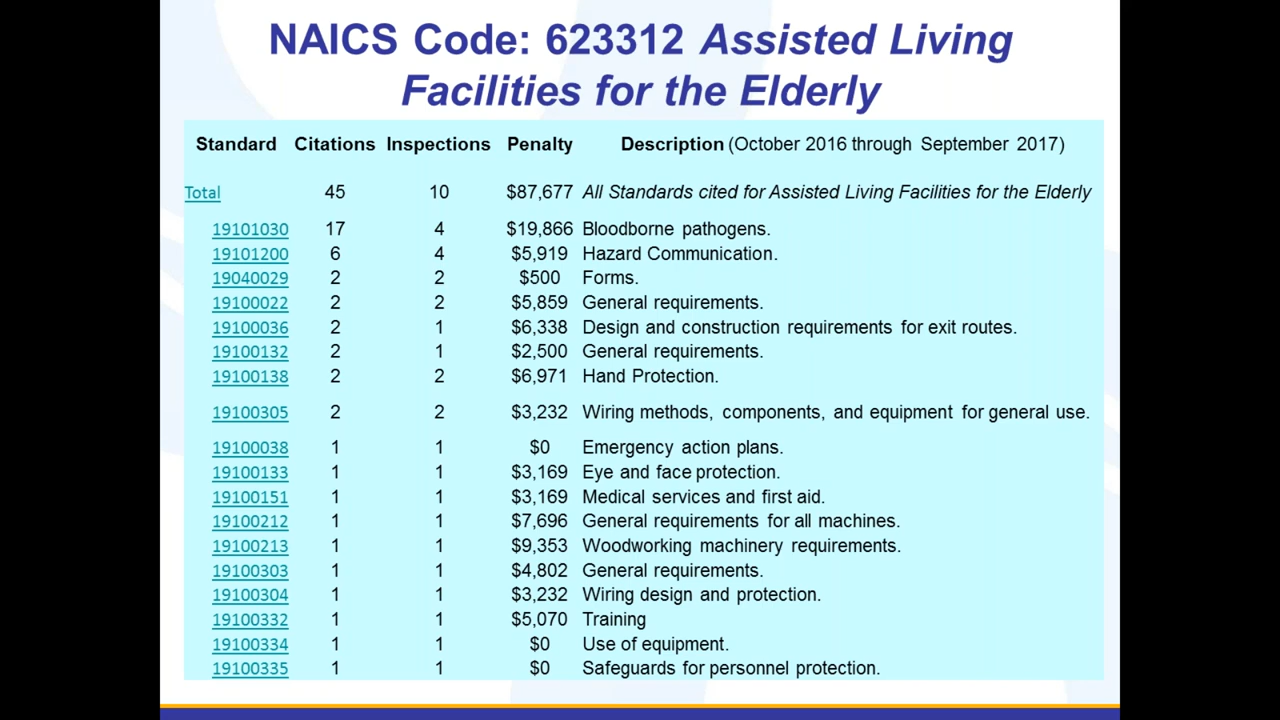 NAICS Code: 623312 Assisted Living
Facilities for the Elderly
Standard Citations Inspections Penalty Description (October 2016 through September 2017)
Total 45 10 $87,677 All Standards cited for Assisted Living Facilities for the Elderly
19101030 17 4 $19,866 Bloodborne pathogens.
19101200 6 4 $5,919 Hazard Communication.
19040029 2 2 $500 Forms.
19100022 2 2 $5,859 General requirements.
19100036 2 1 $6,338 Design and construction requirements for exit routes.
19100132 2 1 $2,500 General requirements.
19100138 2 2 $6,971 Hand Protection.
19100305 2 2 $3,232 Wiring methods, components, and equipment for general use.
19100038 1 1 $0 Emergency action plans.
19100133 1 1 $3,169 Eye and face protection.
19100151 1 1 $3,169 Medical services and first aid.
19100212 1 1 $7,696 General requirements for all machines.
19100213 1 1 $9,353 Woodworking machinery requirements.
19100303 1 1 $4,802 General requirements.
19100304 1 1 $3,232 Wiring design and protection.
19100332 1 1 $5,070 Training
19100334 1 1 $0 Use of equipment.
19100335 1 1 $0 Safeguards for personnel protection.